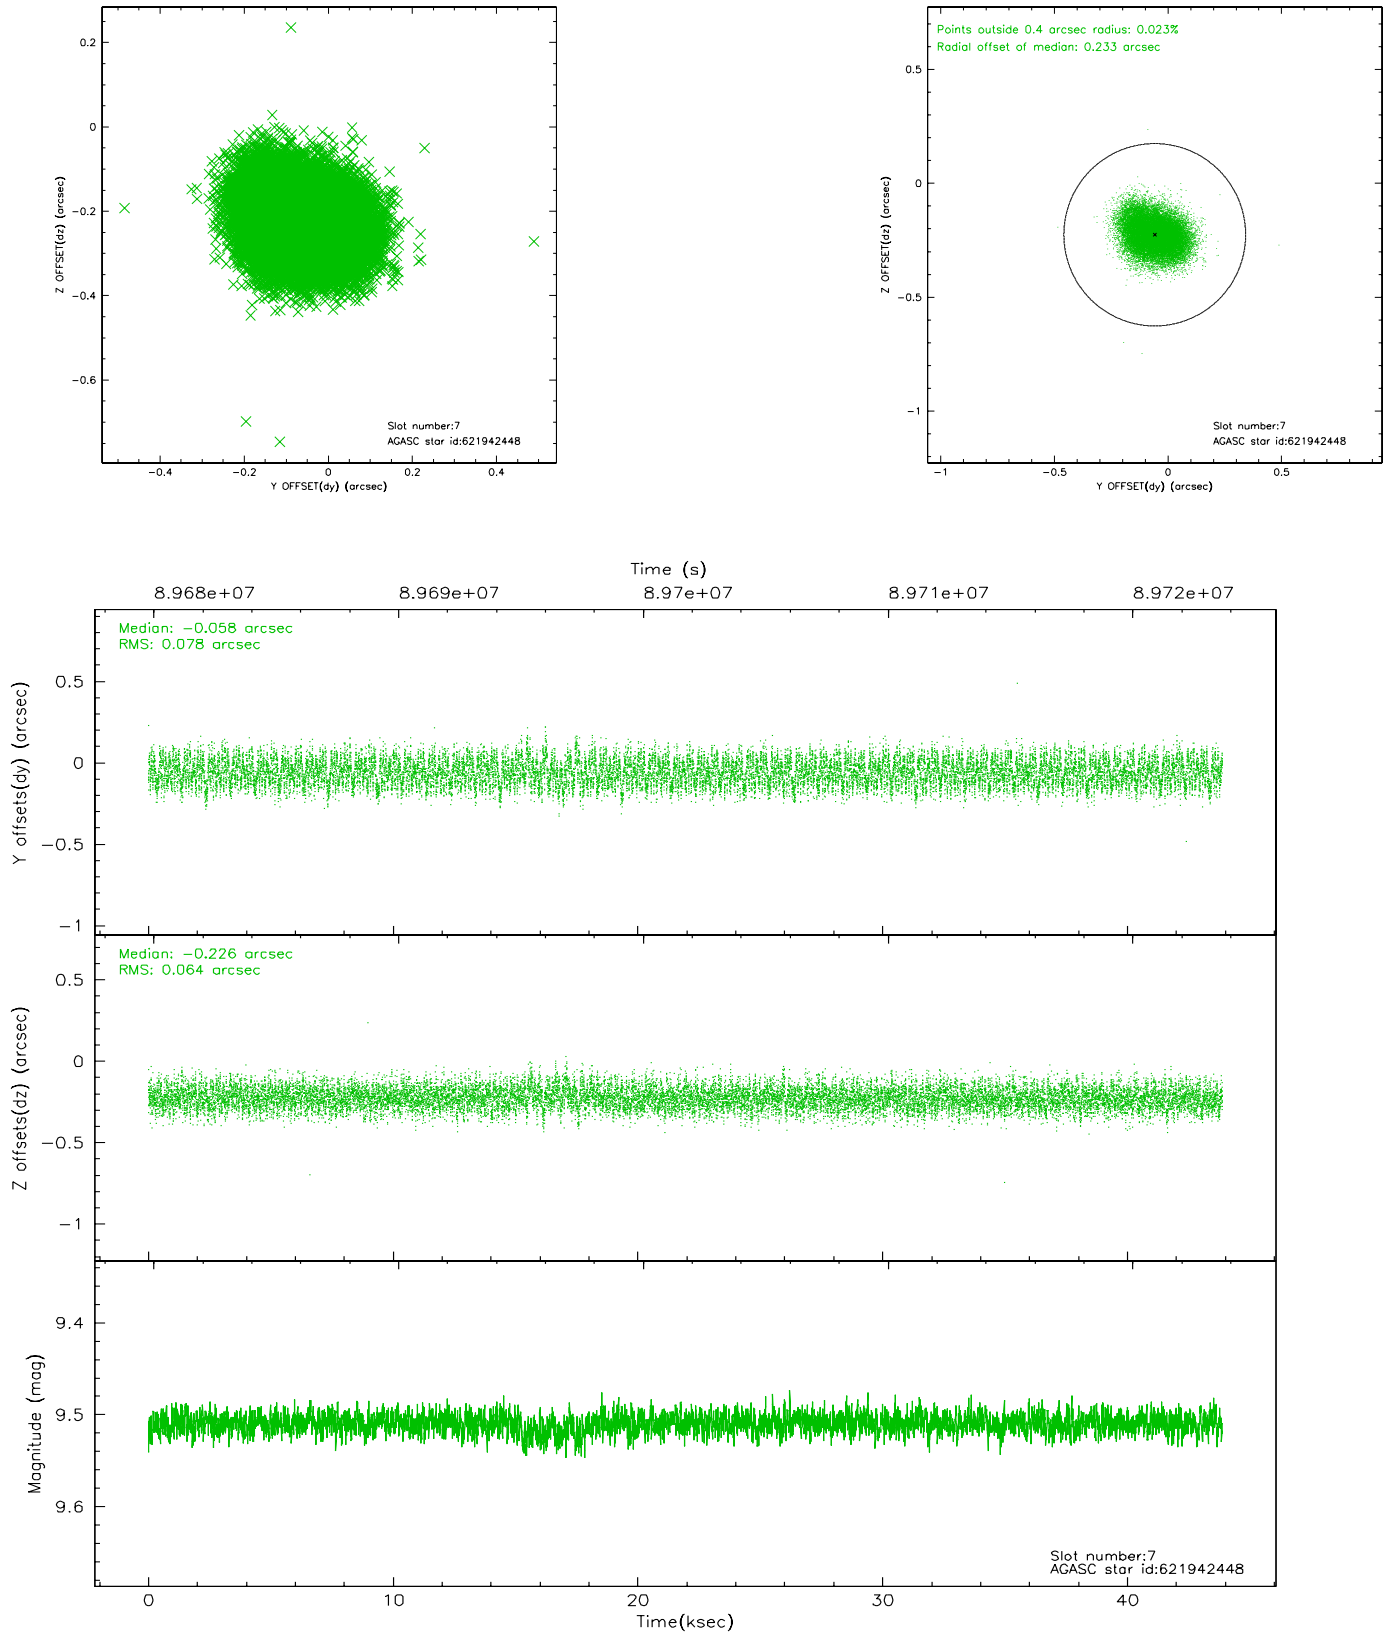 0.2
0
−0.2
−0.4
−0.6
Z OFFSET(dz) (arcsec)
Slot number:7
AGASC star id:621942448
−0.4 −0.2 0 0.2 0.4
Y OFFSET(dy) (arcsec)
Points outside 0.4 arcsec radius: 0.023%
Radial offset of median: 0.233 arcsec
0.5
0
−0.5
−1
Z OFFSET(dz) (arcsec)
Slot number:7
AGASC star id:621942448
−1 −0.5 0 0.5
Y OFFSET(dy) (arcsec)
Time (s)
8.968e+07 8.969e+07 8.97e+07 8.971e+07 8.972e+07
Median: −0.058 arcsec
RMS: 0.078 arcsec
0.5
0
−0.5
−1
Y offsets(dy) (arcsec)
Median: −0.226 arcsec
RMS: 0.064 arcsec
0.5
0
−0.5
−1
Z offsets(dz) (arcsec)
9.4
9.5
9.6
Magnitude (mag)
Slot number:7
AGASC star id:621942448
0 10 20 30 40
Time(ksec)